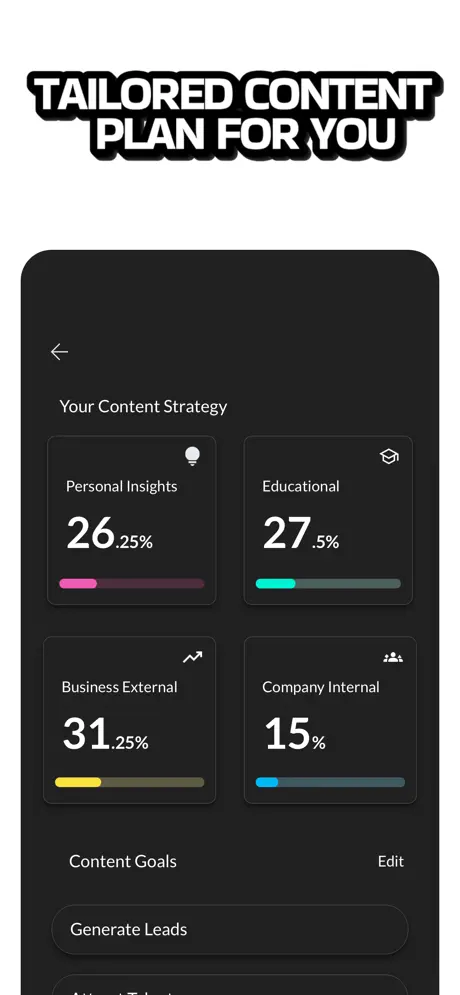 TAILORED CONTENT
PLAN FOR YOU
Your Content Strategy
Personal Insights
26.25%
Educational
27.5%
Business External
31.25%
Company Internal
15%
Content Goals
Edit
Generate Leads